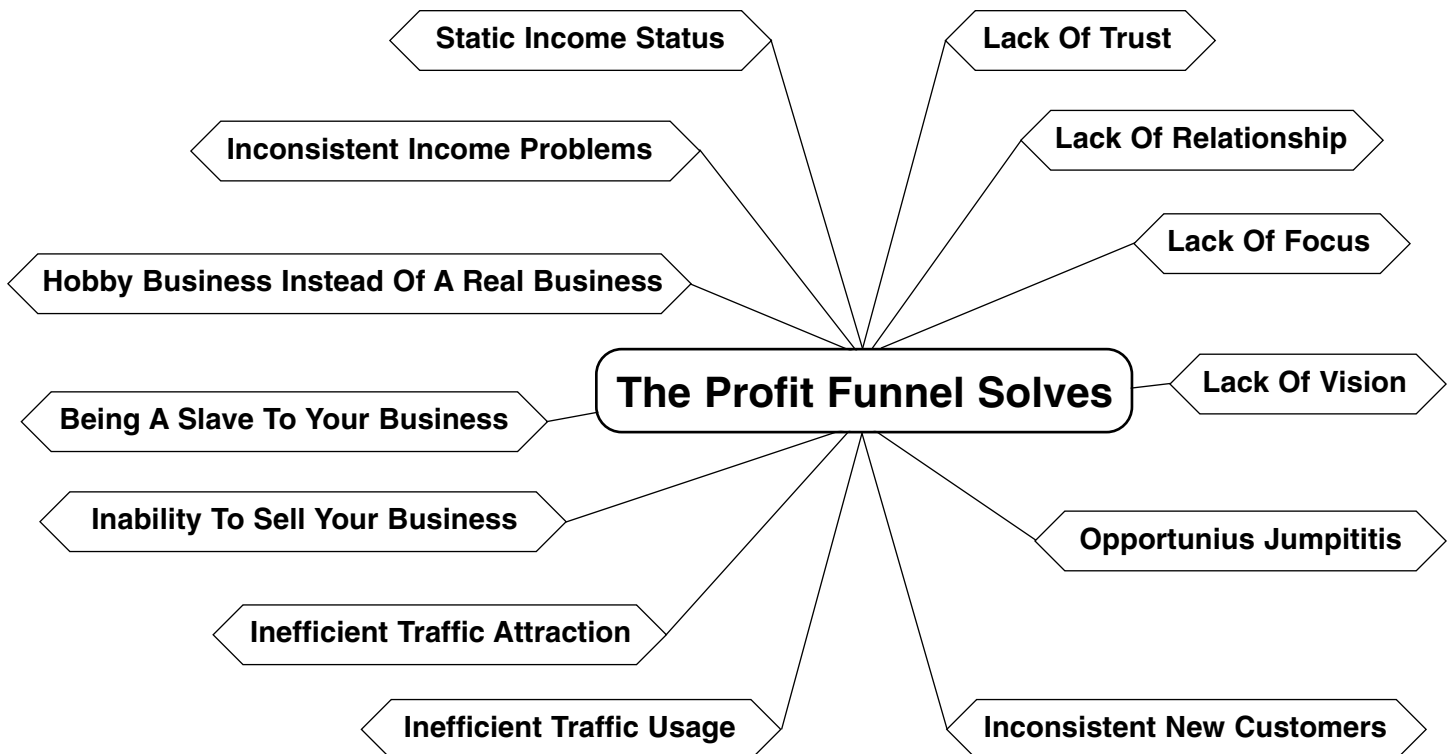 Static Income Status
Lack Of Trust
Inconsistent Income Problems
Lack Of Relationship
Lack Of Focus
Hobby Business Instead Of A Real Business
The Profit Funnel Solves
Lack Of Vision
Being A Slave To Your Business
Inability To Sell Your Business
Opportunius Jumpititis
Inefficient Traffic Attraction
Inefficient Traffic Usage
Inconsistent New Customers